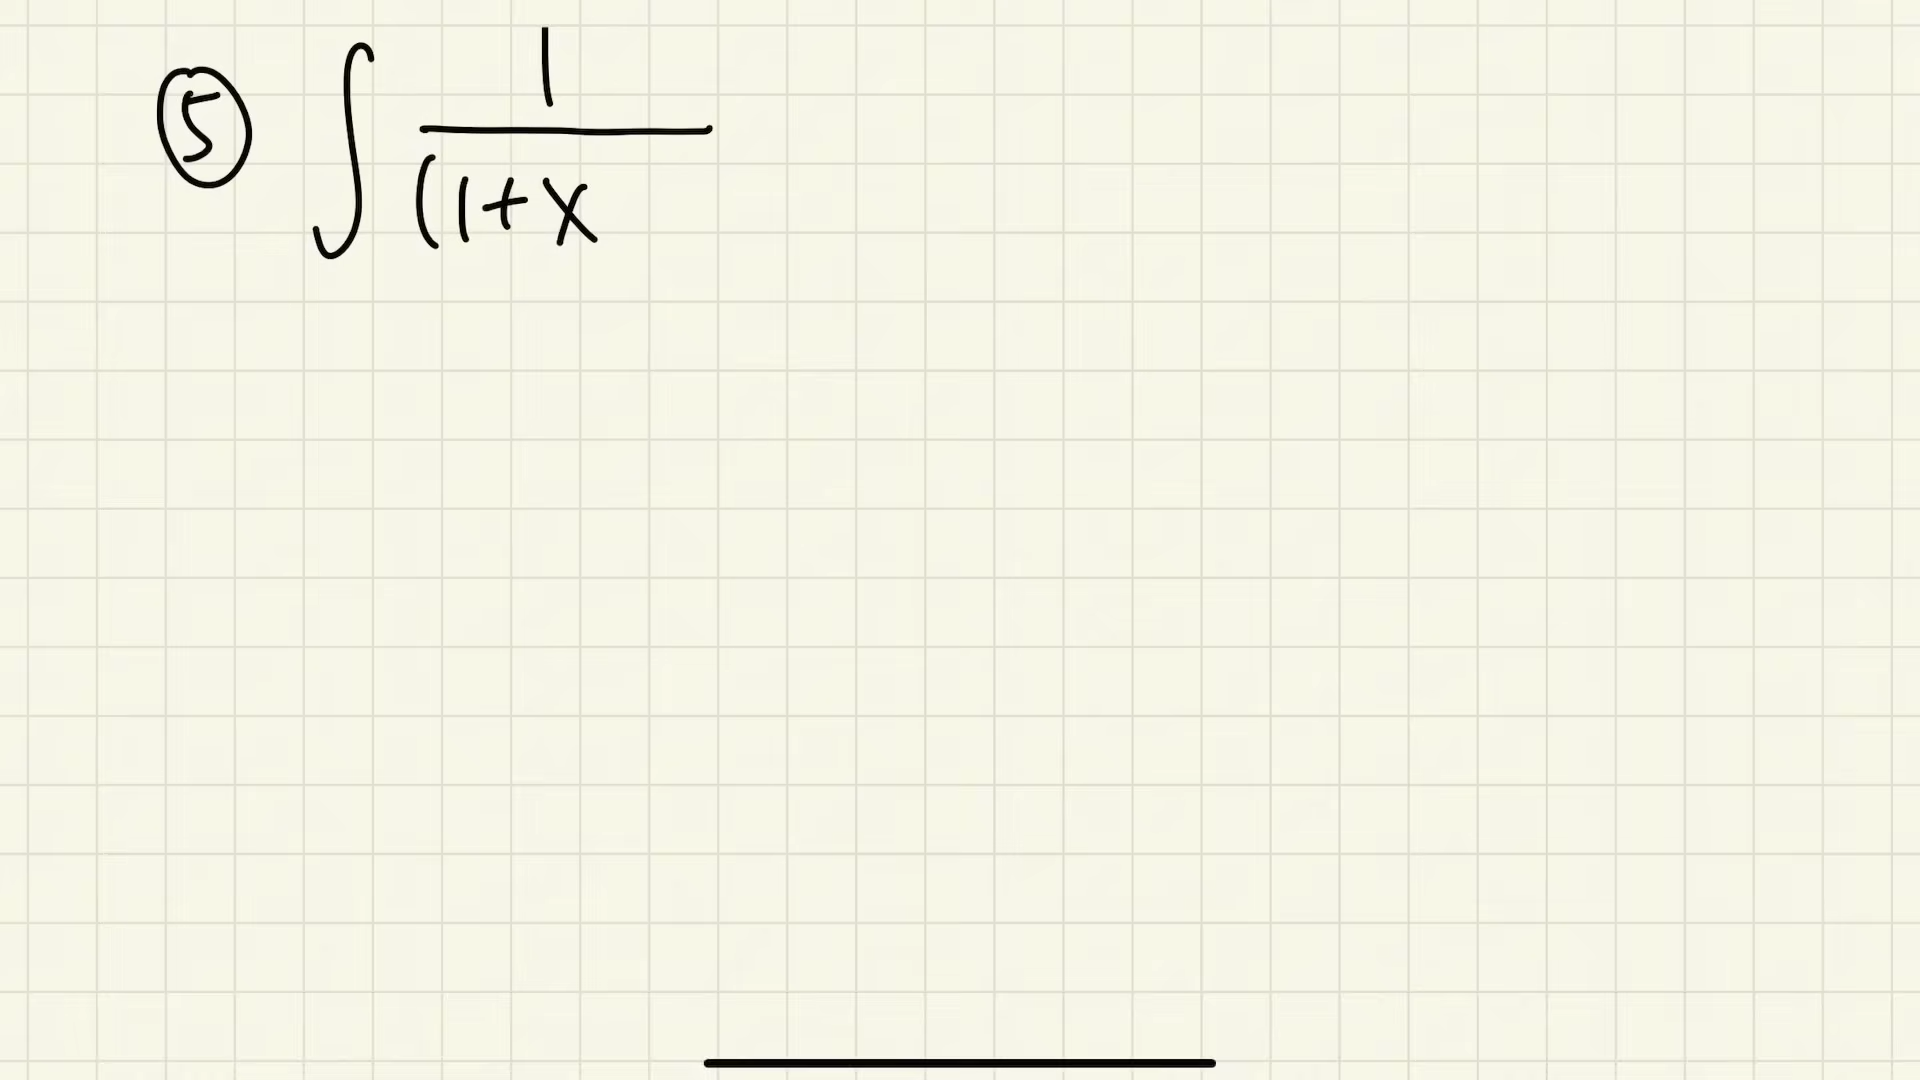 ⑤ ∫ 1/(1+x